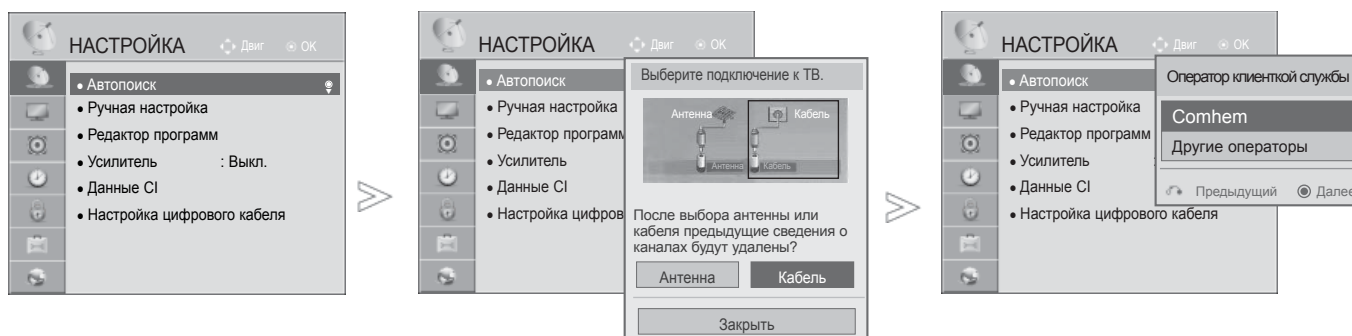 НАСТРОЙКА Двиг OK
• Автопоиск
• Ручная настройка
• Редактор программ
• Усилитель : Выкл.
• Данные CI
• Настройка цифрового кабеля
НАСТРОЙКА Двиг OK
• Автопоиск
• Ручная настройка
• Редактор программ
• Усилитель
• Данные CI
• Настройка цифров
Выберите подключение к ТВ.
Антенна Кабель
Антенна Кабель
После выбора антенны или
кабеля предыдущие сведения о
каналах будут удалены?
Антенна Кабель
Закрыть
НАСТРОЙКА Двиг OK
• Автопоиск
• Ручная настройка
• Редактор программ
• Усилитель :
• Данные CI
• Настройка цифрового кабеля
Оператор клиенткой службы
Comhem
Другие операторы
Предыдущий Далее